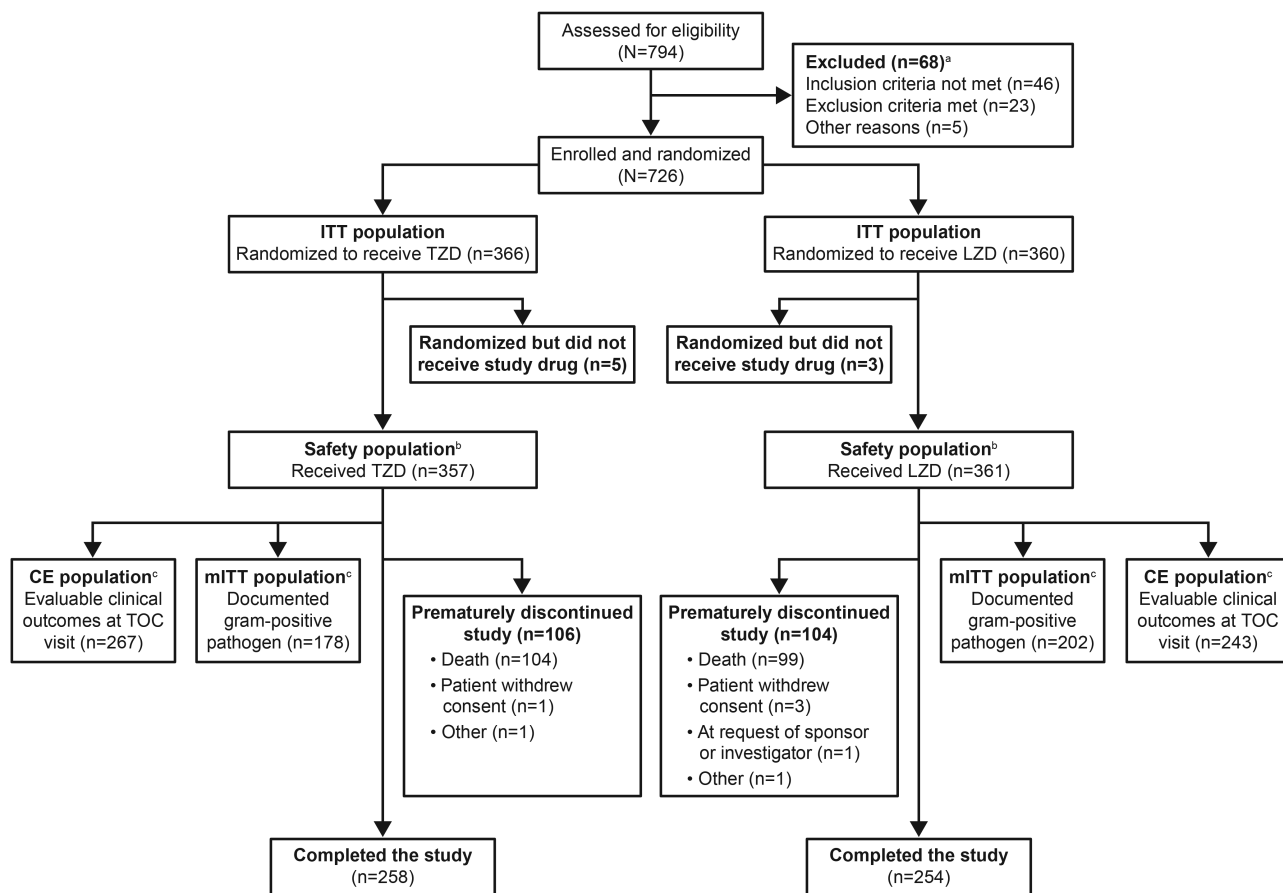 Assessed for eligibility
(N=794)
Excluded (n=68)ᵃ
Inclusion criteria not met (n=46)
Exclusion criteria met (n=23)
Other reasons (n=5)
Enrolled and randomized
(N=726)
ITT population
Randomized to receive TZD (n=366)
ITT population
Randomized to receive LZD (n=360)
Randomized but did not
receive study drug (n=5)
Randomized but did not
receive study drug (n=3)
Safety populationᵇ
Received TZD (n=357)
Safety populationᵇ
Received LZD (n=361)
CE populationᶜ
Evaluable clinical
outcomes at TOC
visit (n=267)
mITT populationᶜ
Documented
gram-positive
pathogen (n=178)
Prematurely discontinued
study (n=106)
• Death (n=104)
• Patient withdrew
consent (n=1)
• Other (n=1)
Prematurely discontinued
study (n=104)
• Death (n=99)
• Patient withdrew
consent (n=3)
• At request of sponsor
or investigator (n=1)
• Other (n=1)
mITT populationᶜ
Documented
gram-positive
pathogen (n=202)
CE populationᶜ
Evaluable clinical
outcomes at TOC
visit (n=243)
Completed the study
(n=258)
Completed the study
(n=254)